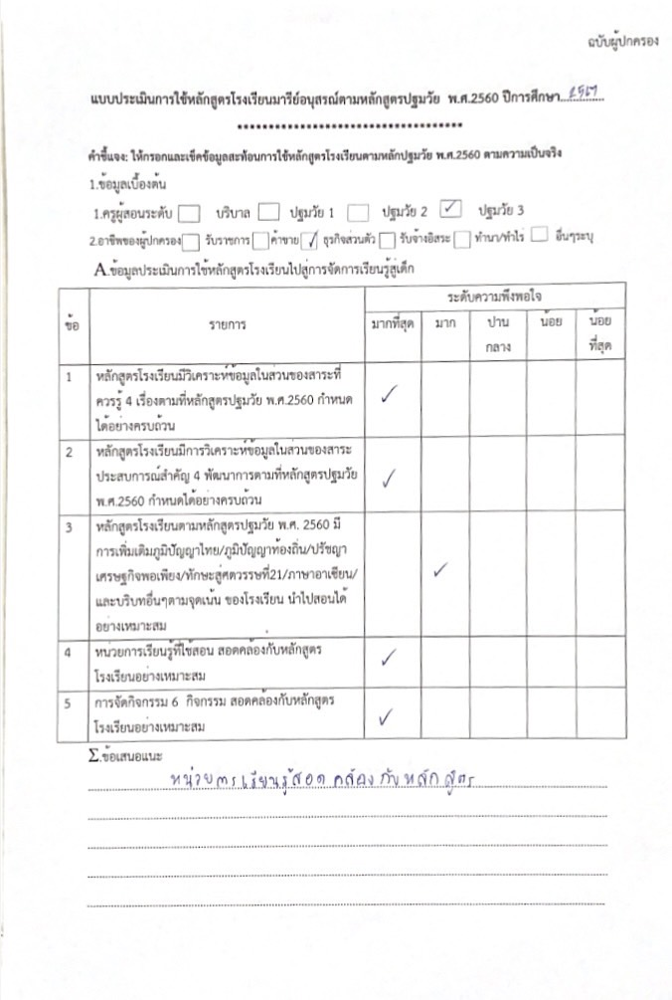 ฉบับผู้ปกครอง
แบบประเมินการใช้หลักสูตรโรงเรียนมารีย์อนุสรณ์ตามหลักสูตรปฐมวัย พ.ศ.2560 ปีการศึกษา...2567...
************************************
คำชี้แจง: ให้กรอกและเช็คข้อมูลสะท้อนการใช้หลักสูตรโรงเรียนตามหลักปฐมวัย พ.ศ.2560 ตามความเป็นจริง
1.ข้อมูลเบื้องต้น
1.ครูผู้สอนระดับ ☐ บริบาล ☐ ปฐมวัย 1 ☐ ปฐมวัย 2 ☑ ปฐมวัย 3
2.อาชีพของผู้ปกครอง ☐ รับราชการ ☐ ค้าขาย ☑ ธุรกิจส่วนตัว ☐ รับจ้างอิสระ ☐ ทำนา/ทำไร่ ☐ อื่นๆระบุ
A.ข้อมูลประเมินการใช้หลักสูตรโรงเรียนไปสู่การจัดการเรียนรู้สู่เด็ก
ข้อ รายการ ระดับความพึงพอใจ
มากที่สุด มาก ปาน น้อย น้อย
กลาง ที่สุด
1 หลักสูตรโรงเรียนมีวิเคราะห์ข้อมูลในส่วนของสาระที่
ควรรู้ 4 เรื่องตามที่หลักสูตรปฐมวัย พ.ศ.2560 กำหนด ✓
ได้อย่างครบถ้วน
2 หลักสูตรโรงเรียนมีการวิเคราะห์ข้อมูลในส่วนของสาระ
ประสบการณ์สำคัญ 4 พัฒนาการตามที่หลักสูตรปฐมวัย ✓
พ.ศ.2560 กำหนดได้อย่างครบถ้วน
3 หลักสูตรโรงเรียนตามหลักสูตรปฐมวัย พ.ศ. 2560 มี
การเพิ่มเติมภูมิปัญญาไทย/ภูมิปัญญาท้องถิ่น/ปรัชญา
เศรษฐกิจพอเพียง/ทักษะสู่ศตวรรษที่21/ภาษาอาเซียน/ ✓
และบริบทอื่นๆตามจุดเน้น ของโรงเรียน นำไปสอนได้
อย่างเหมาะสม
4 หน่วยการเรียนรู้ที่ใช้สอน สอดคล้องกับหลักสูตร ✓
โรงเรียนอย่างเหมาะสม
5 การจัดกิจกรรม 6 กิจกรรม สอดคล้องกับหลักสูตร
โรงเรียนอย่างเหมาะสม ✓
Σ.ข้อเสนอแนะ
หน่วยการเรียนรู้สอดคล้องกับหลักสูตร